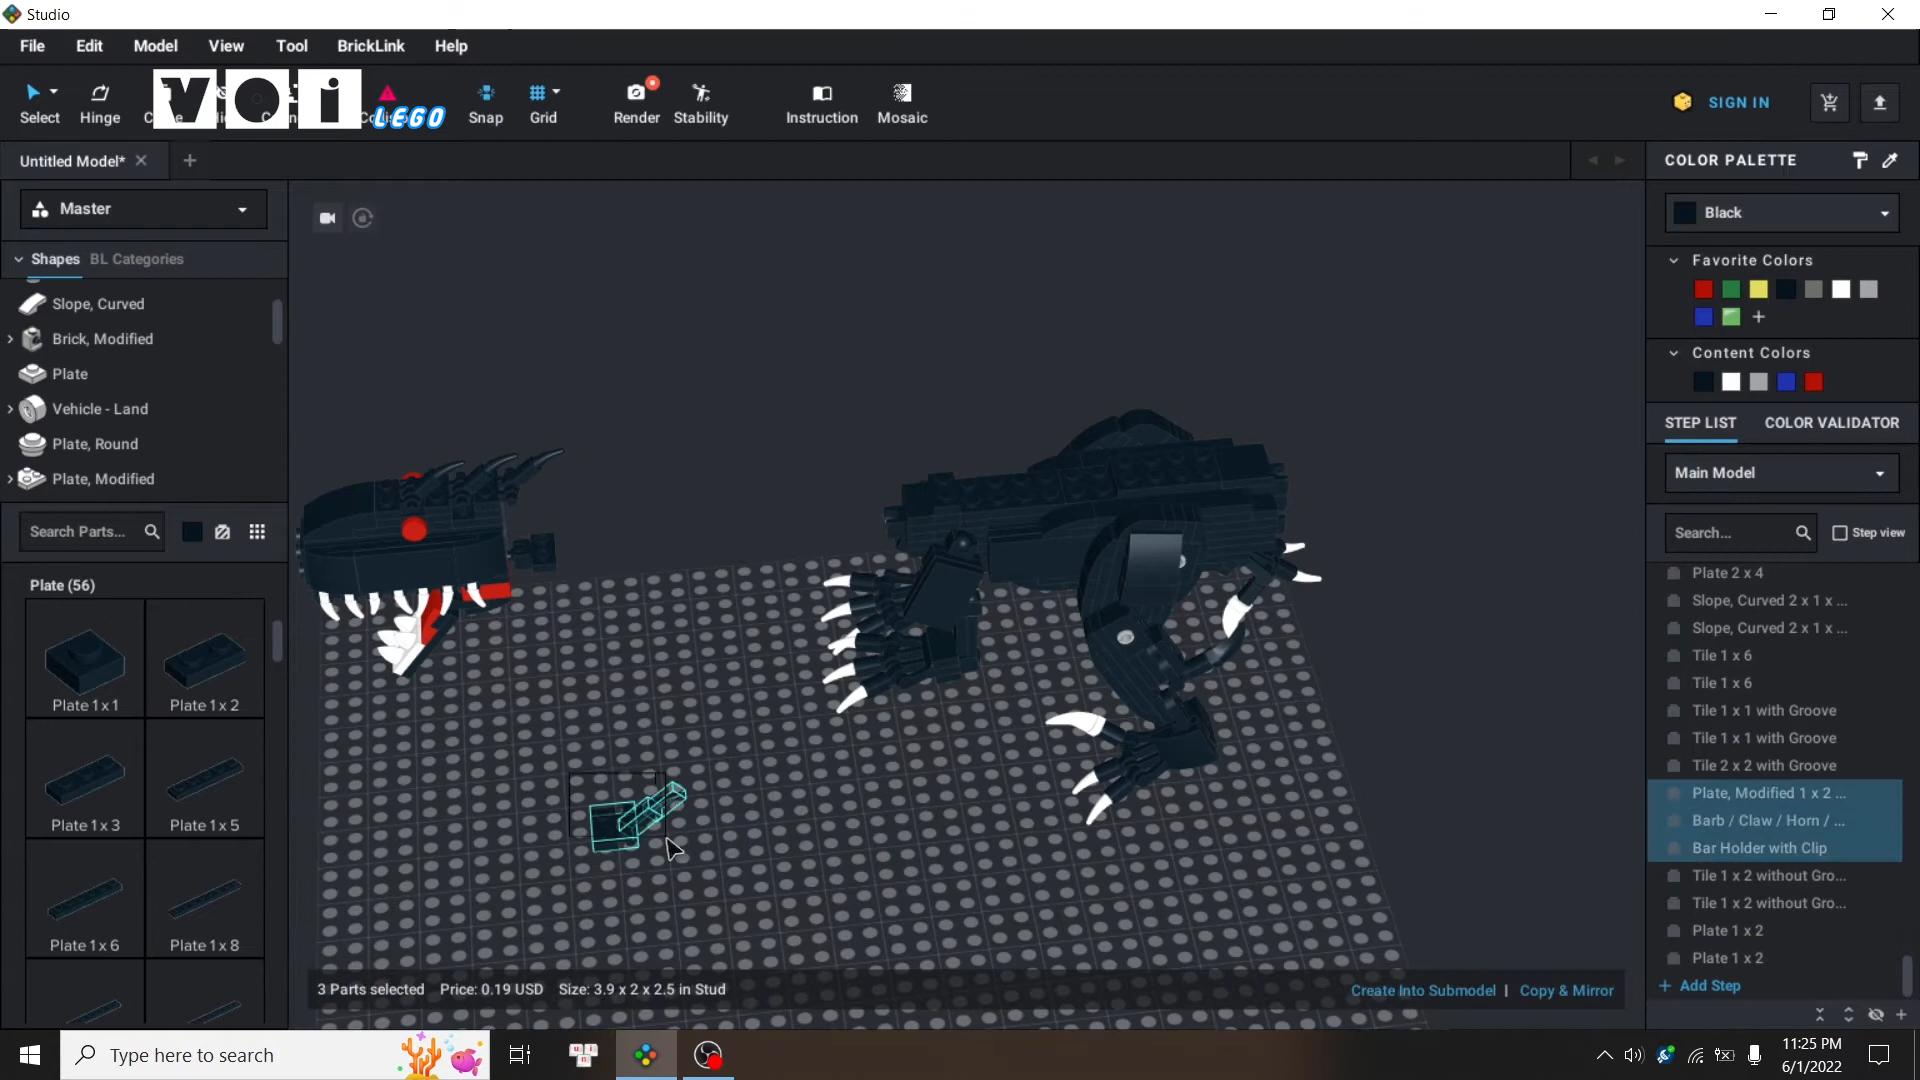 Studio
File Edit Model View Tool BrickLink Help
VOi LEGO
Select Hinge Snap Grid Render Stability Instruction Mosaic SIGN IN
Untitled Model*
Master
Shapes BL Categories
Slope, Curved
Brick, Modified
Plate
Vehicle - Land
Plate, Round
Plate, Modified
Search Parts...
Plate (56)
Plate 1 x 1 Plate 1 x 2
Plate 1 x 3 Plate 1 x 5
Plate 1 x 6 Plate 1 x 8
3 Parts selected Price: 0.19 USD Size: 3.9 x 2 x 2.5 in Stud
Create Into Submodel | Copy & Mirror
COLOR PALETTE
Black
Favorite Colors
+
Content Colors
STEP LIST COLOR VALIDATOR
Main Model
Search... Step view
Plate 2 x 4
Slope, Curved 2 x 1 x ...
Slope, Curved 2 x 1 x ...
Tile 1 x 6
Tile 1 x 6
Tile 1 x 1 with Groove
Tile 1 x 1 with Groove
Tile 2 x 2 with Groove
Plate, Modified 1 x 2 ...
Barb / Claw / Horn / ...
Bar Holder with Clip
Tile 1 x 2 without Gro...
Tile 1 x 2 without Gro...
Plate 1 x 2
Plate 1 x 2
+ Add Step
Type here to search
11:25 PM
6/1/2022